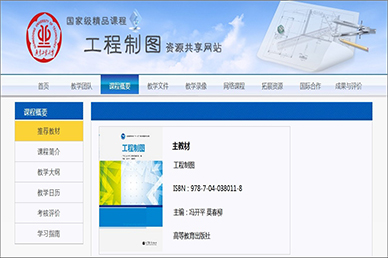 国家级精品课程
工程制图 资源共享网站
首页 教学团队 课程概要 教学文件 教学录像 网络课程 拓展资源 国际合作 成果与评价
课程概要
推荐教材
课程简介
教学大纲
教学日历
考核评价
学习指南
工程制图
主教材
工程制图
ISBN：978-7-04-038011-8
主编：冯开平 莫春柳
高等教育出版社